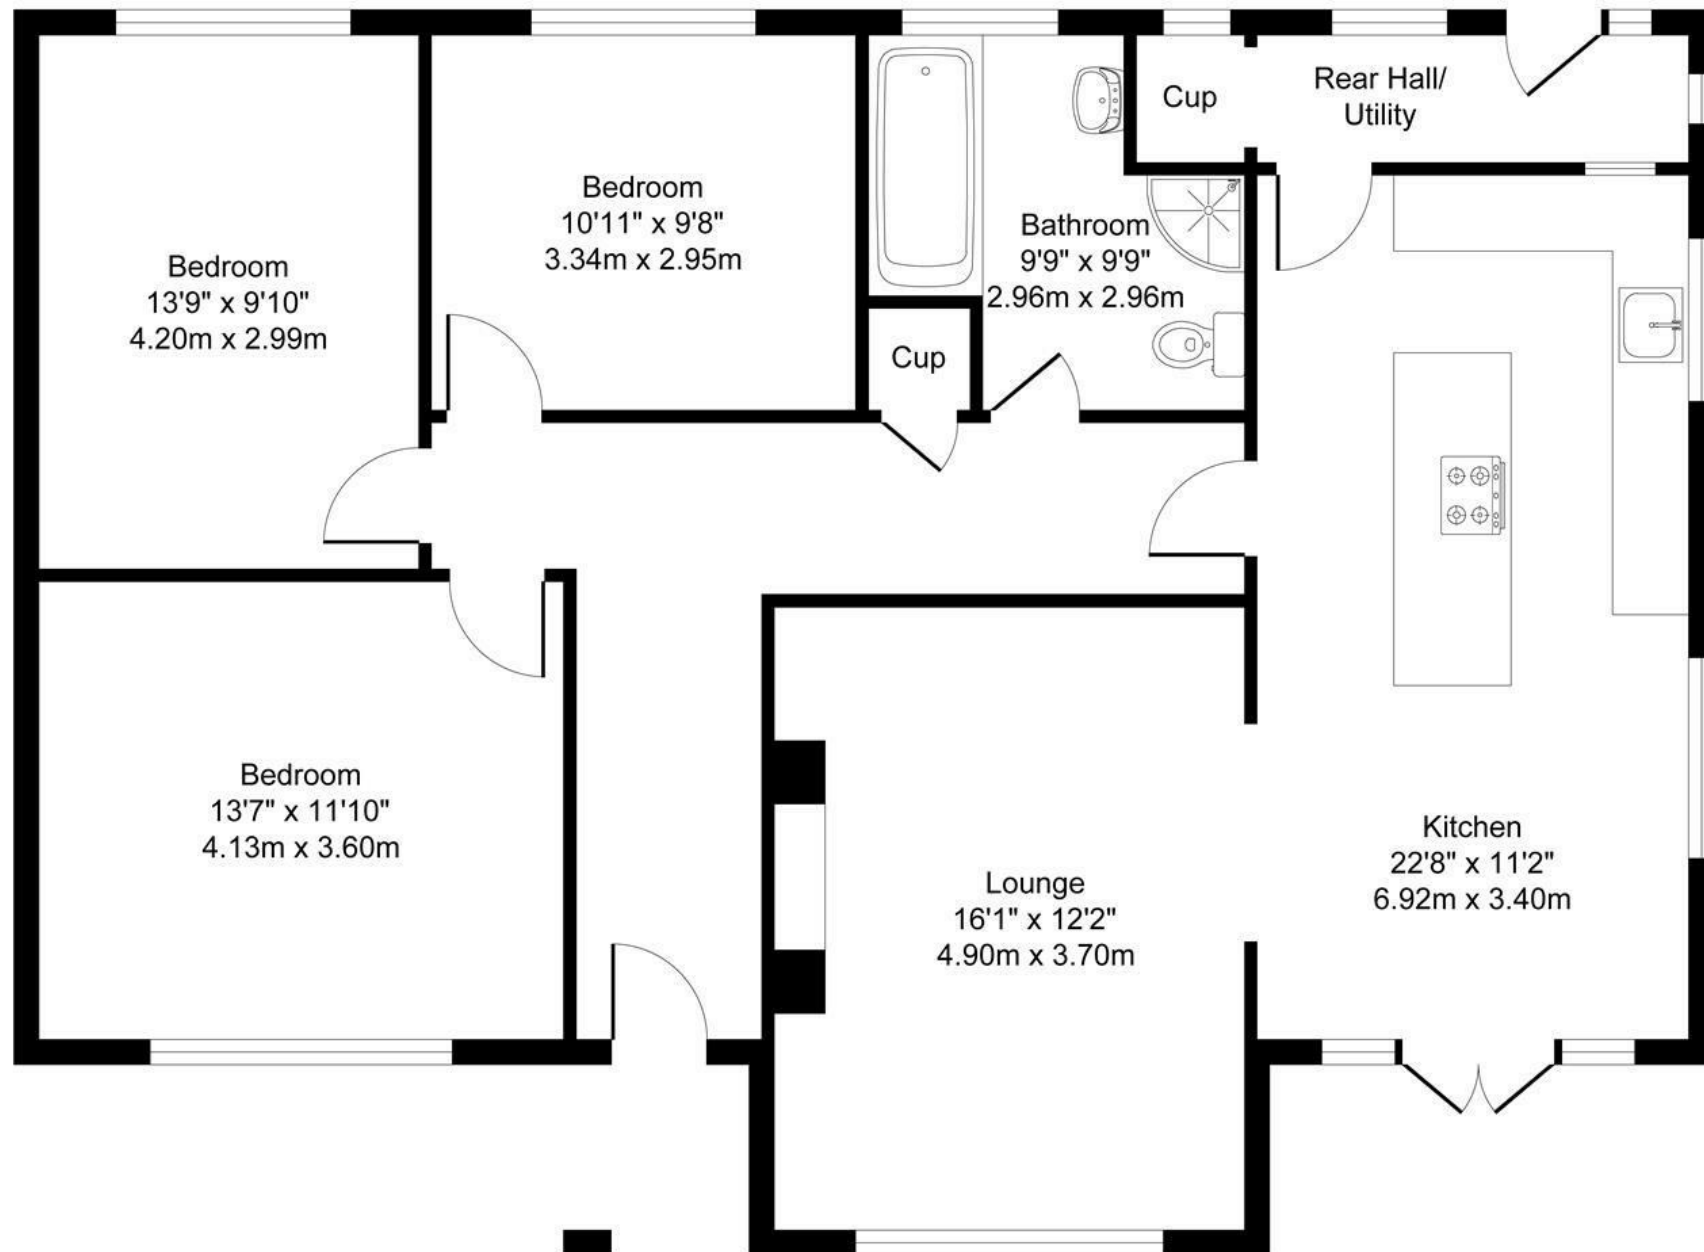 Bedroom
13'9" x 9'10"
4.20m x 2.99m
Bedroom
10'11" x 9'8"
3.34m x 2.95m
Bathroom
9'9" x 9'9"
2.96m x 2.96m
Cup
Cup
Rear Hall/
Utility
Bedroom
13'7" x 11'10"
4.13m x 3.60m
Lounge
16'1" x 12'2"
4.90m x 3.70m
Kitchen
22'8" x 11'2"
6.92m x 3.40m